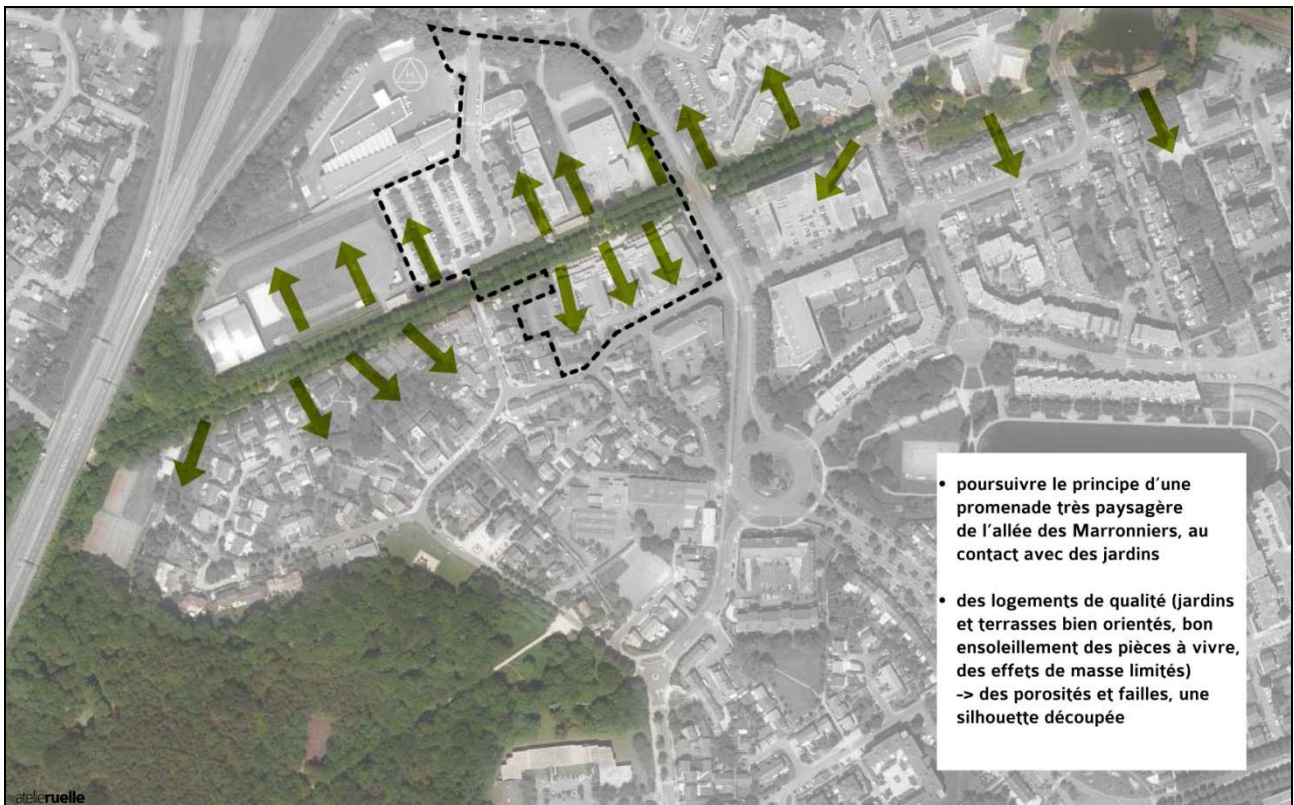 • poursuivre le principe d'une
promenade très paysagère
de l'allée des Marronniers, au
contact avec des jardins
• des logements de qualité (jardins
et terrasses bien orientés, bon
ensoleillement des pièces à vivre,
des effets de masse limités)
-> des porosités et failles, une
silhouette découpée
atelierruelle